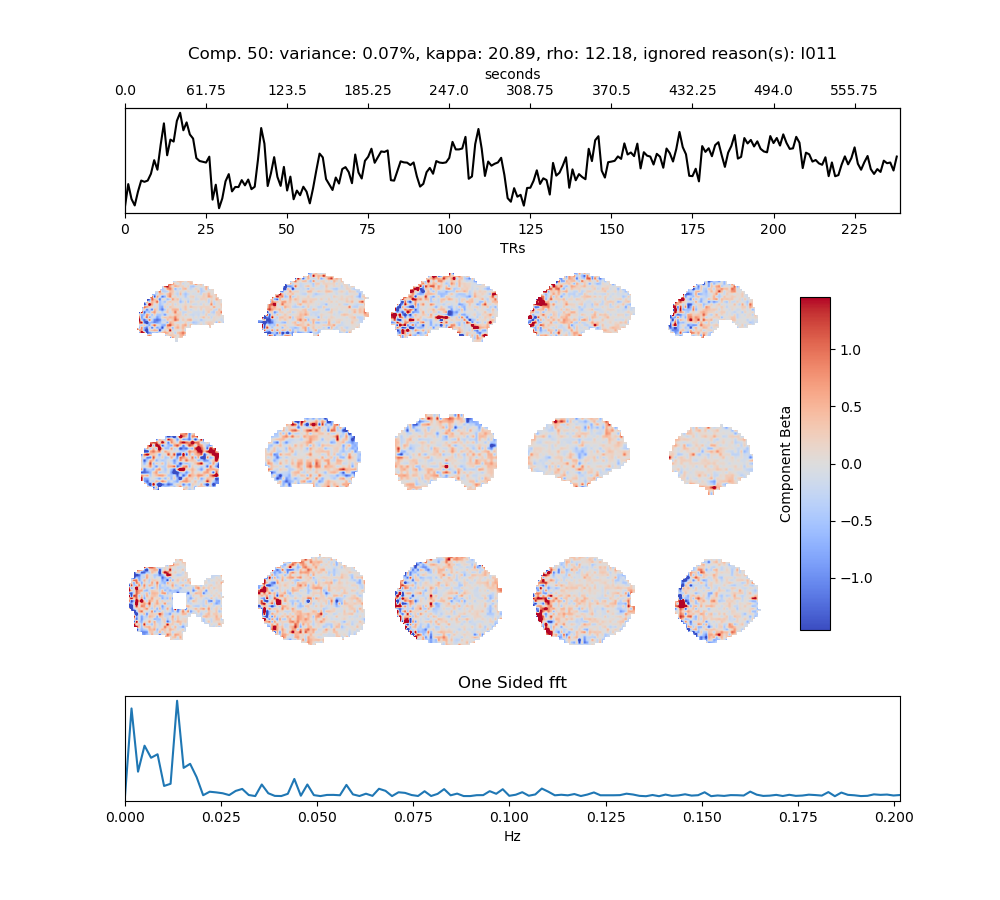 Comp. 50: variance: 0.07%, kappa: 20.89, rho: 12.18, ignored reason(s): I011
seconds
0.0 61.75 123.5 185.25 247.0 308.75 370.5 432.25 494.0 555.75
0 25 50 75 100 125 150 175 200 225
TRs
1.0
0.5
0.0
−0.5
−1.0
Component Beta
One Sided fft
0.000 0.025 0.050 0.075 0.100 0.125 0.150 0.175 0.200
Hz